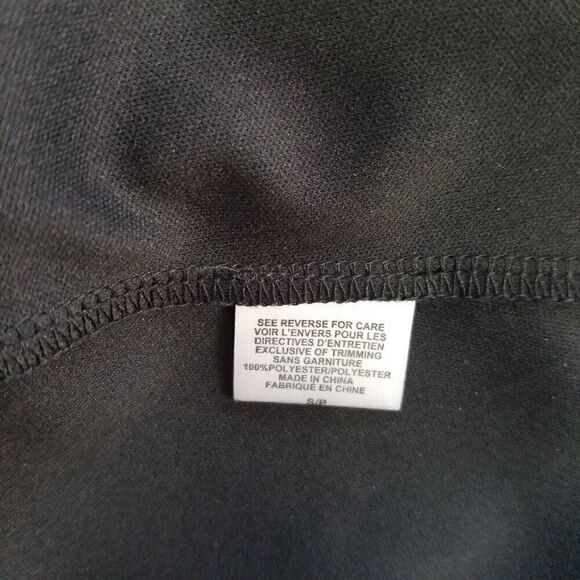 SEE REVERSE FOR CARE
VOIR L'ENVERS POUR LES
DIRECTIVES D'ENTRETIEN
EXCLUSIVE OF TRIMMING
SANS GARNITURE
100%POLYESTER/POLYESTER
MADE IN CHINA
FABRIQUÉ EN CHINE
S/P